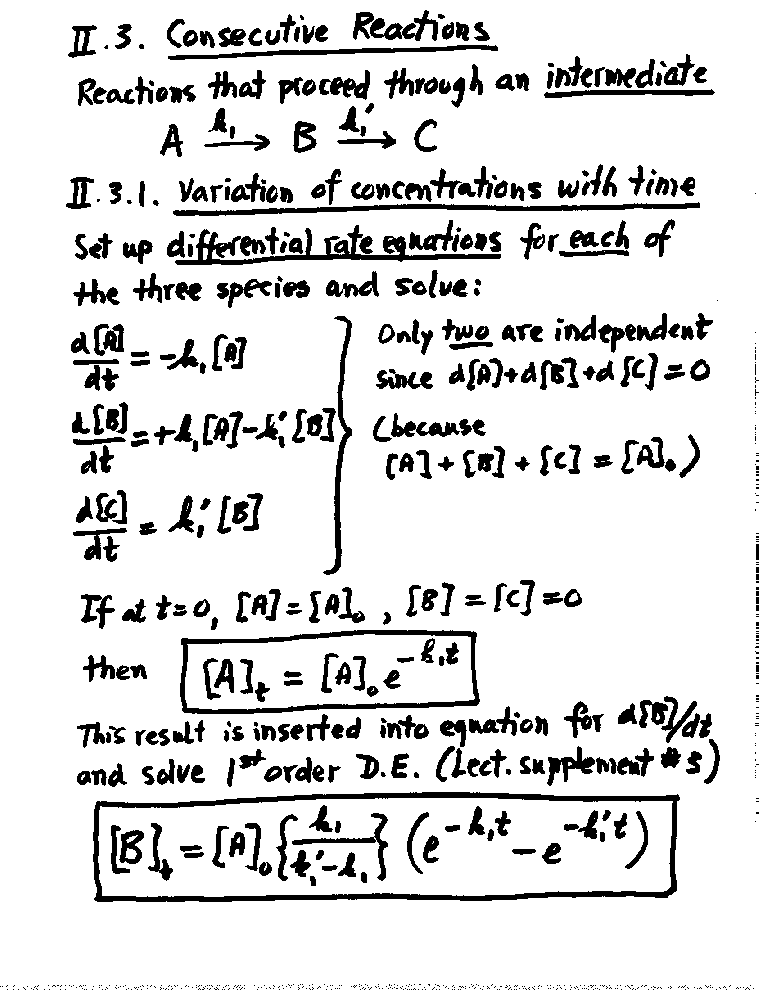 II.3. Consecutive Reactions
Reactions that proceed through an intermediate
A —k₁→ B —k₁'→ C
II.3.1. Variation of concentrations with time
Set up differential rate equations for each of
the three species and solve:
d[A]/dt = -k₁[A]
d[B]/dt = +k₁[A]-k₁'[B]
d[C]/dt = k₁'[B]
Only two are independent
since d[A]+d[B]+d[C]=0
(because
[A]+[B]+[C] = [A]₀)
If at t=0, [A]=[A]₀, [B]=[C]=0
then [A]ₜ = [A]₀e^(-k₁t)
This result is inserted into equation for d[B]/dt
and solve 1st order D.E. (Lect. supplement #3)
[B]ₜ = [A]₀{k₁/(k₁'-k₁)} (e^(-k₁t) - e^(-k₁'t))